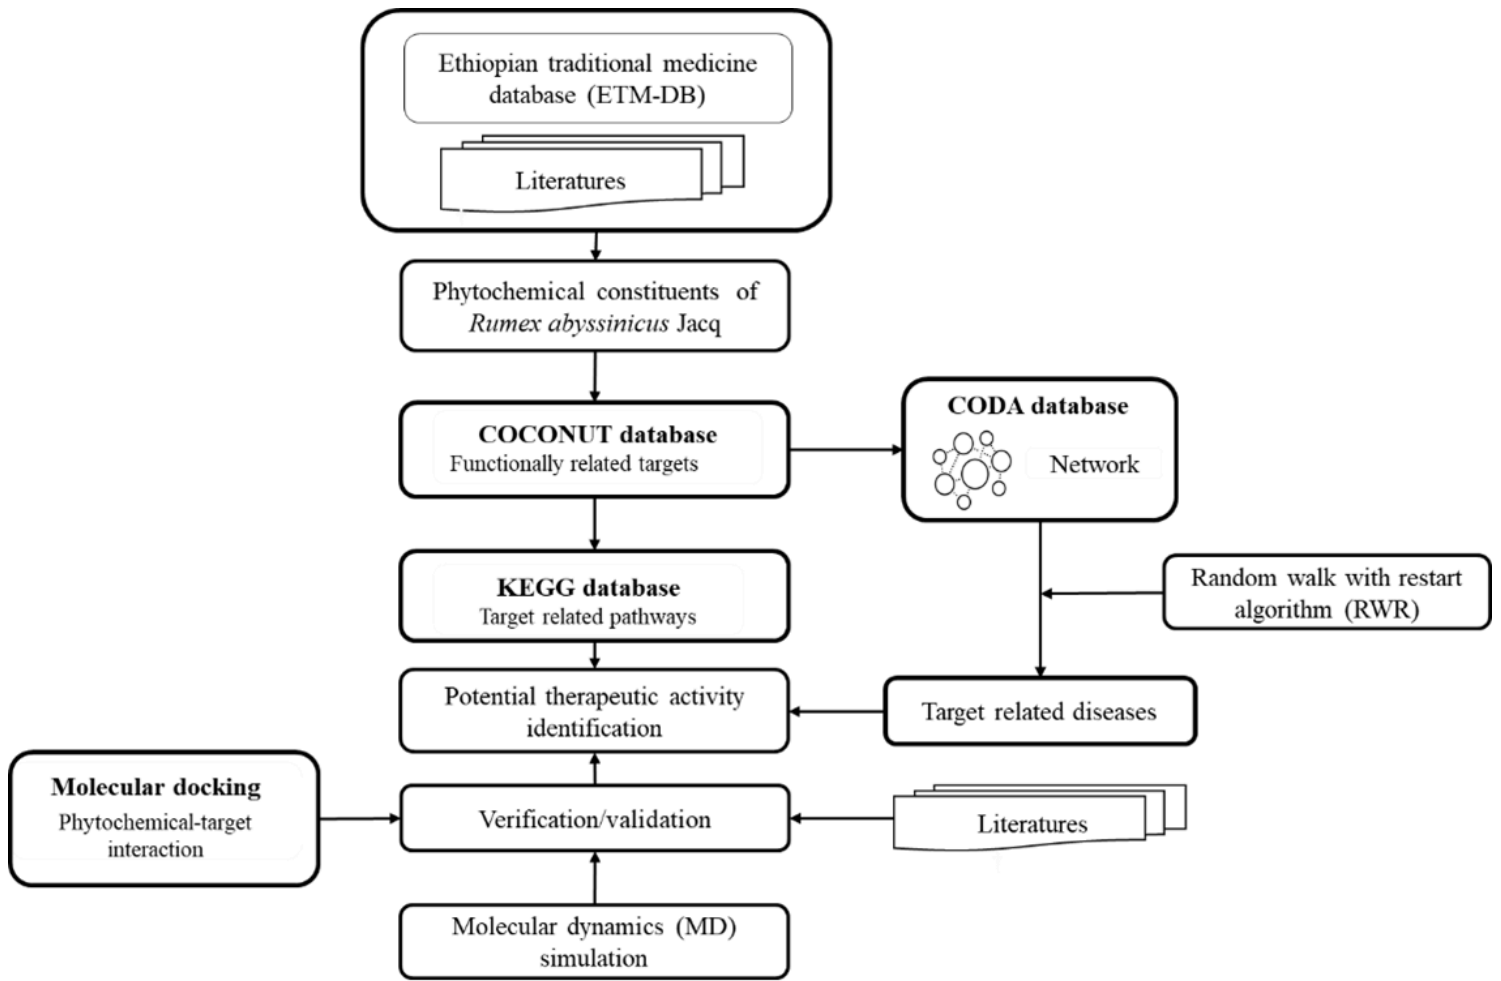 Ethiopian traditional medicine
database (ETM-DB)
Literatures
Phytochemical constituents of
Rumex abyssinicus Jacq
COCONUT database
Functionally related targets
CODA database
Network
KEGG database
Target related pathways
Random walk with restart
algorithm (RWR)
Potential therapeutic activity
identification
Target related diseases
Molecular docking
Phytochemical-target
interaction
Verification/validation
Literatures
Molecular dynamics (MD)
simulation